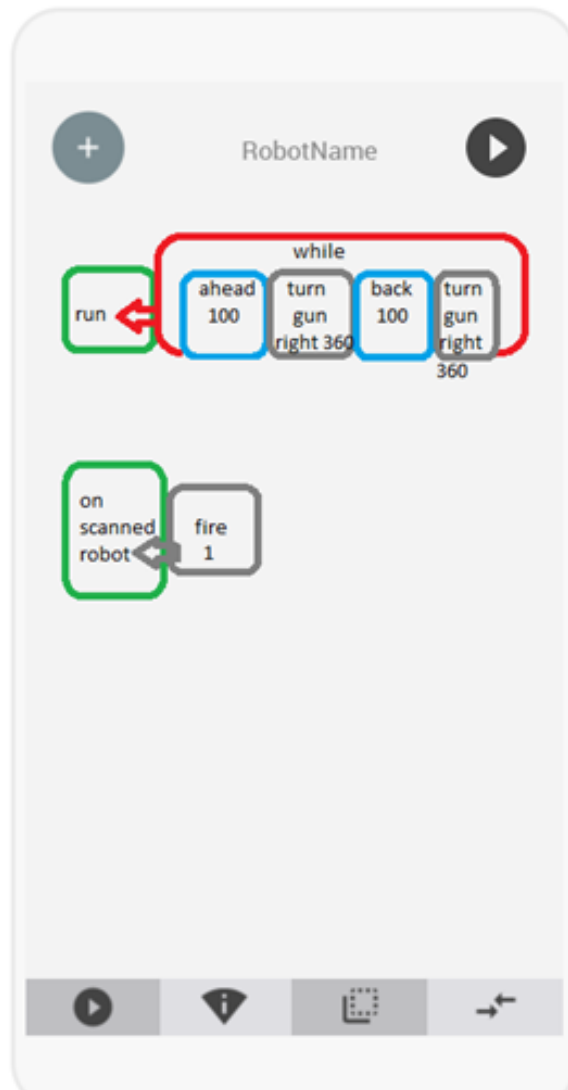 RobotName
while
run
ahead
100
turn
gun
right 360
back
100
turn
gun
right
360
on
scanned
robot
fire
1